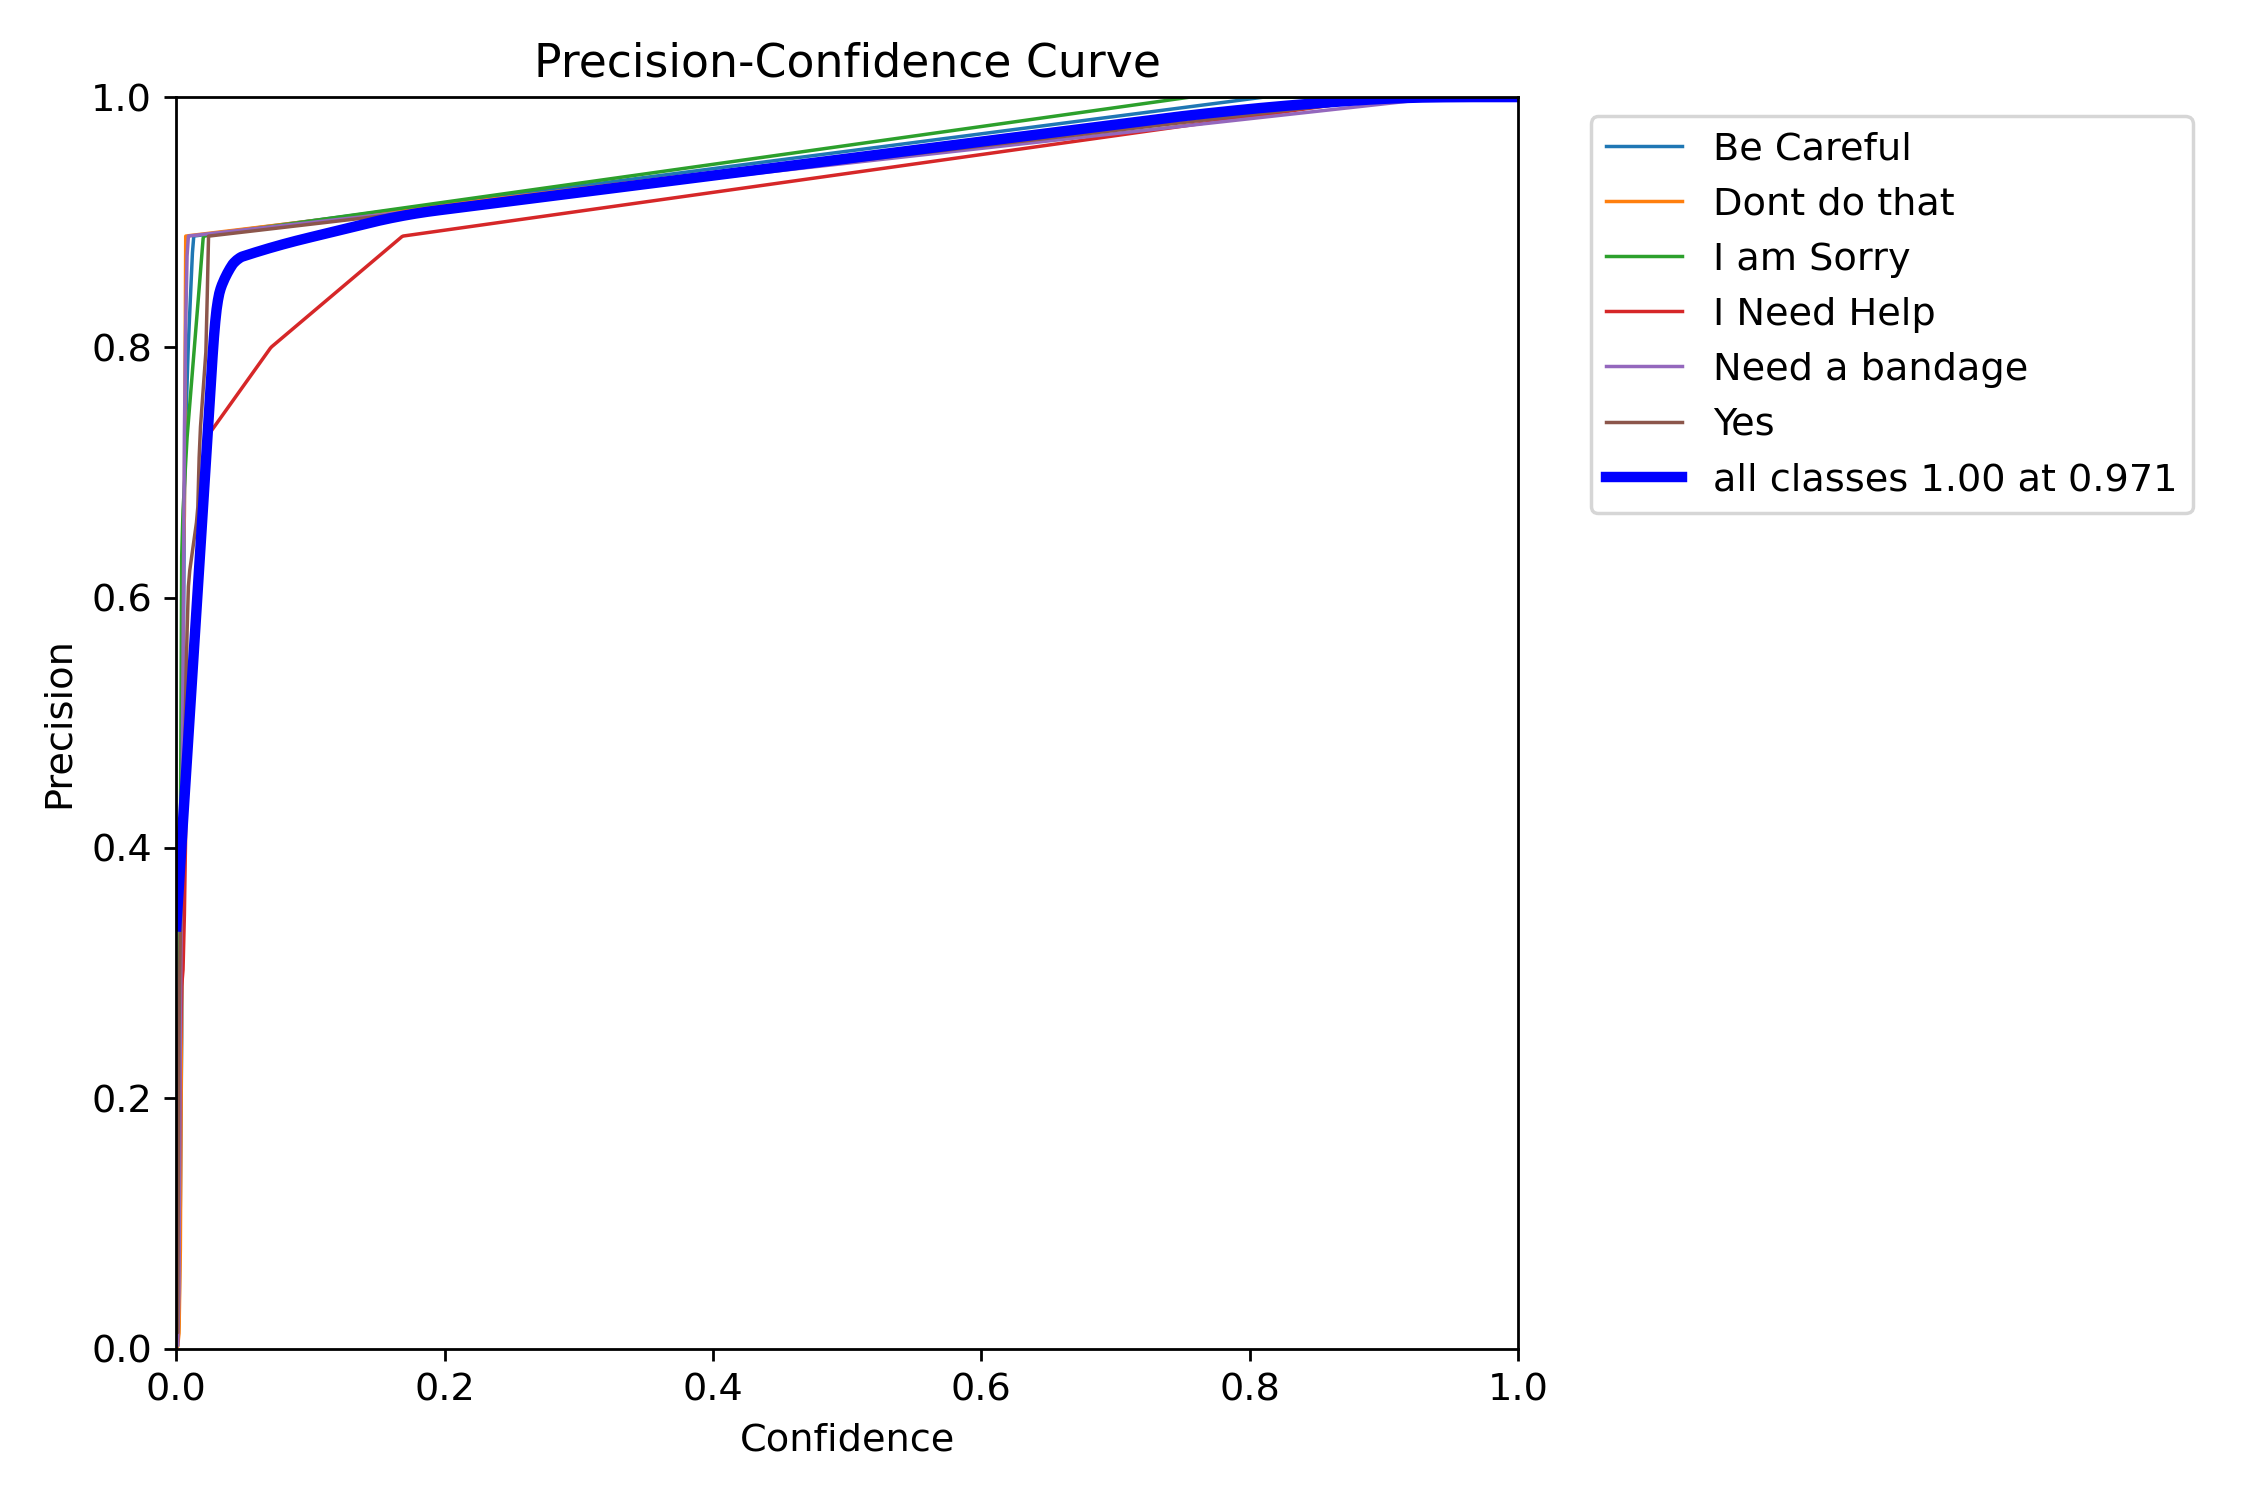 Precision-Confidence Curve
1.0
0.8
0.6
0.4
0.2
0.0
Precision
0.0 0.2 0.4 0.6 0.8 1.0
Confidence
Be Careful
Dont do that
I am Sorry
I Need Help
Need a bandage
Yes
all classes 1.00 at 0.971